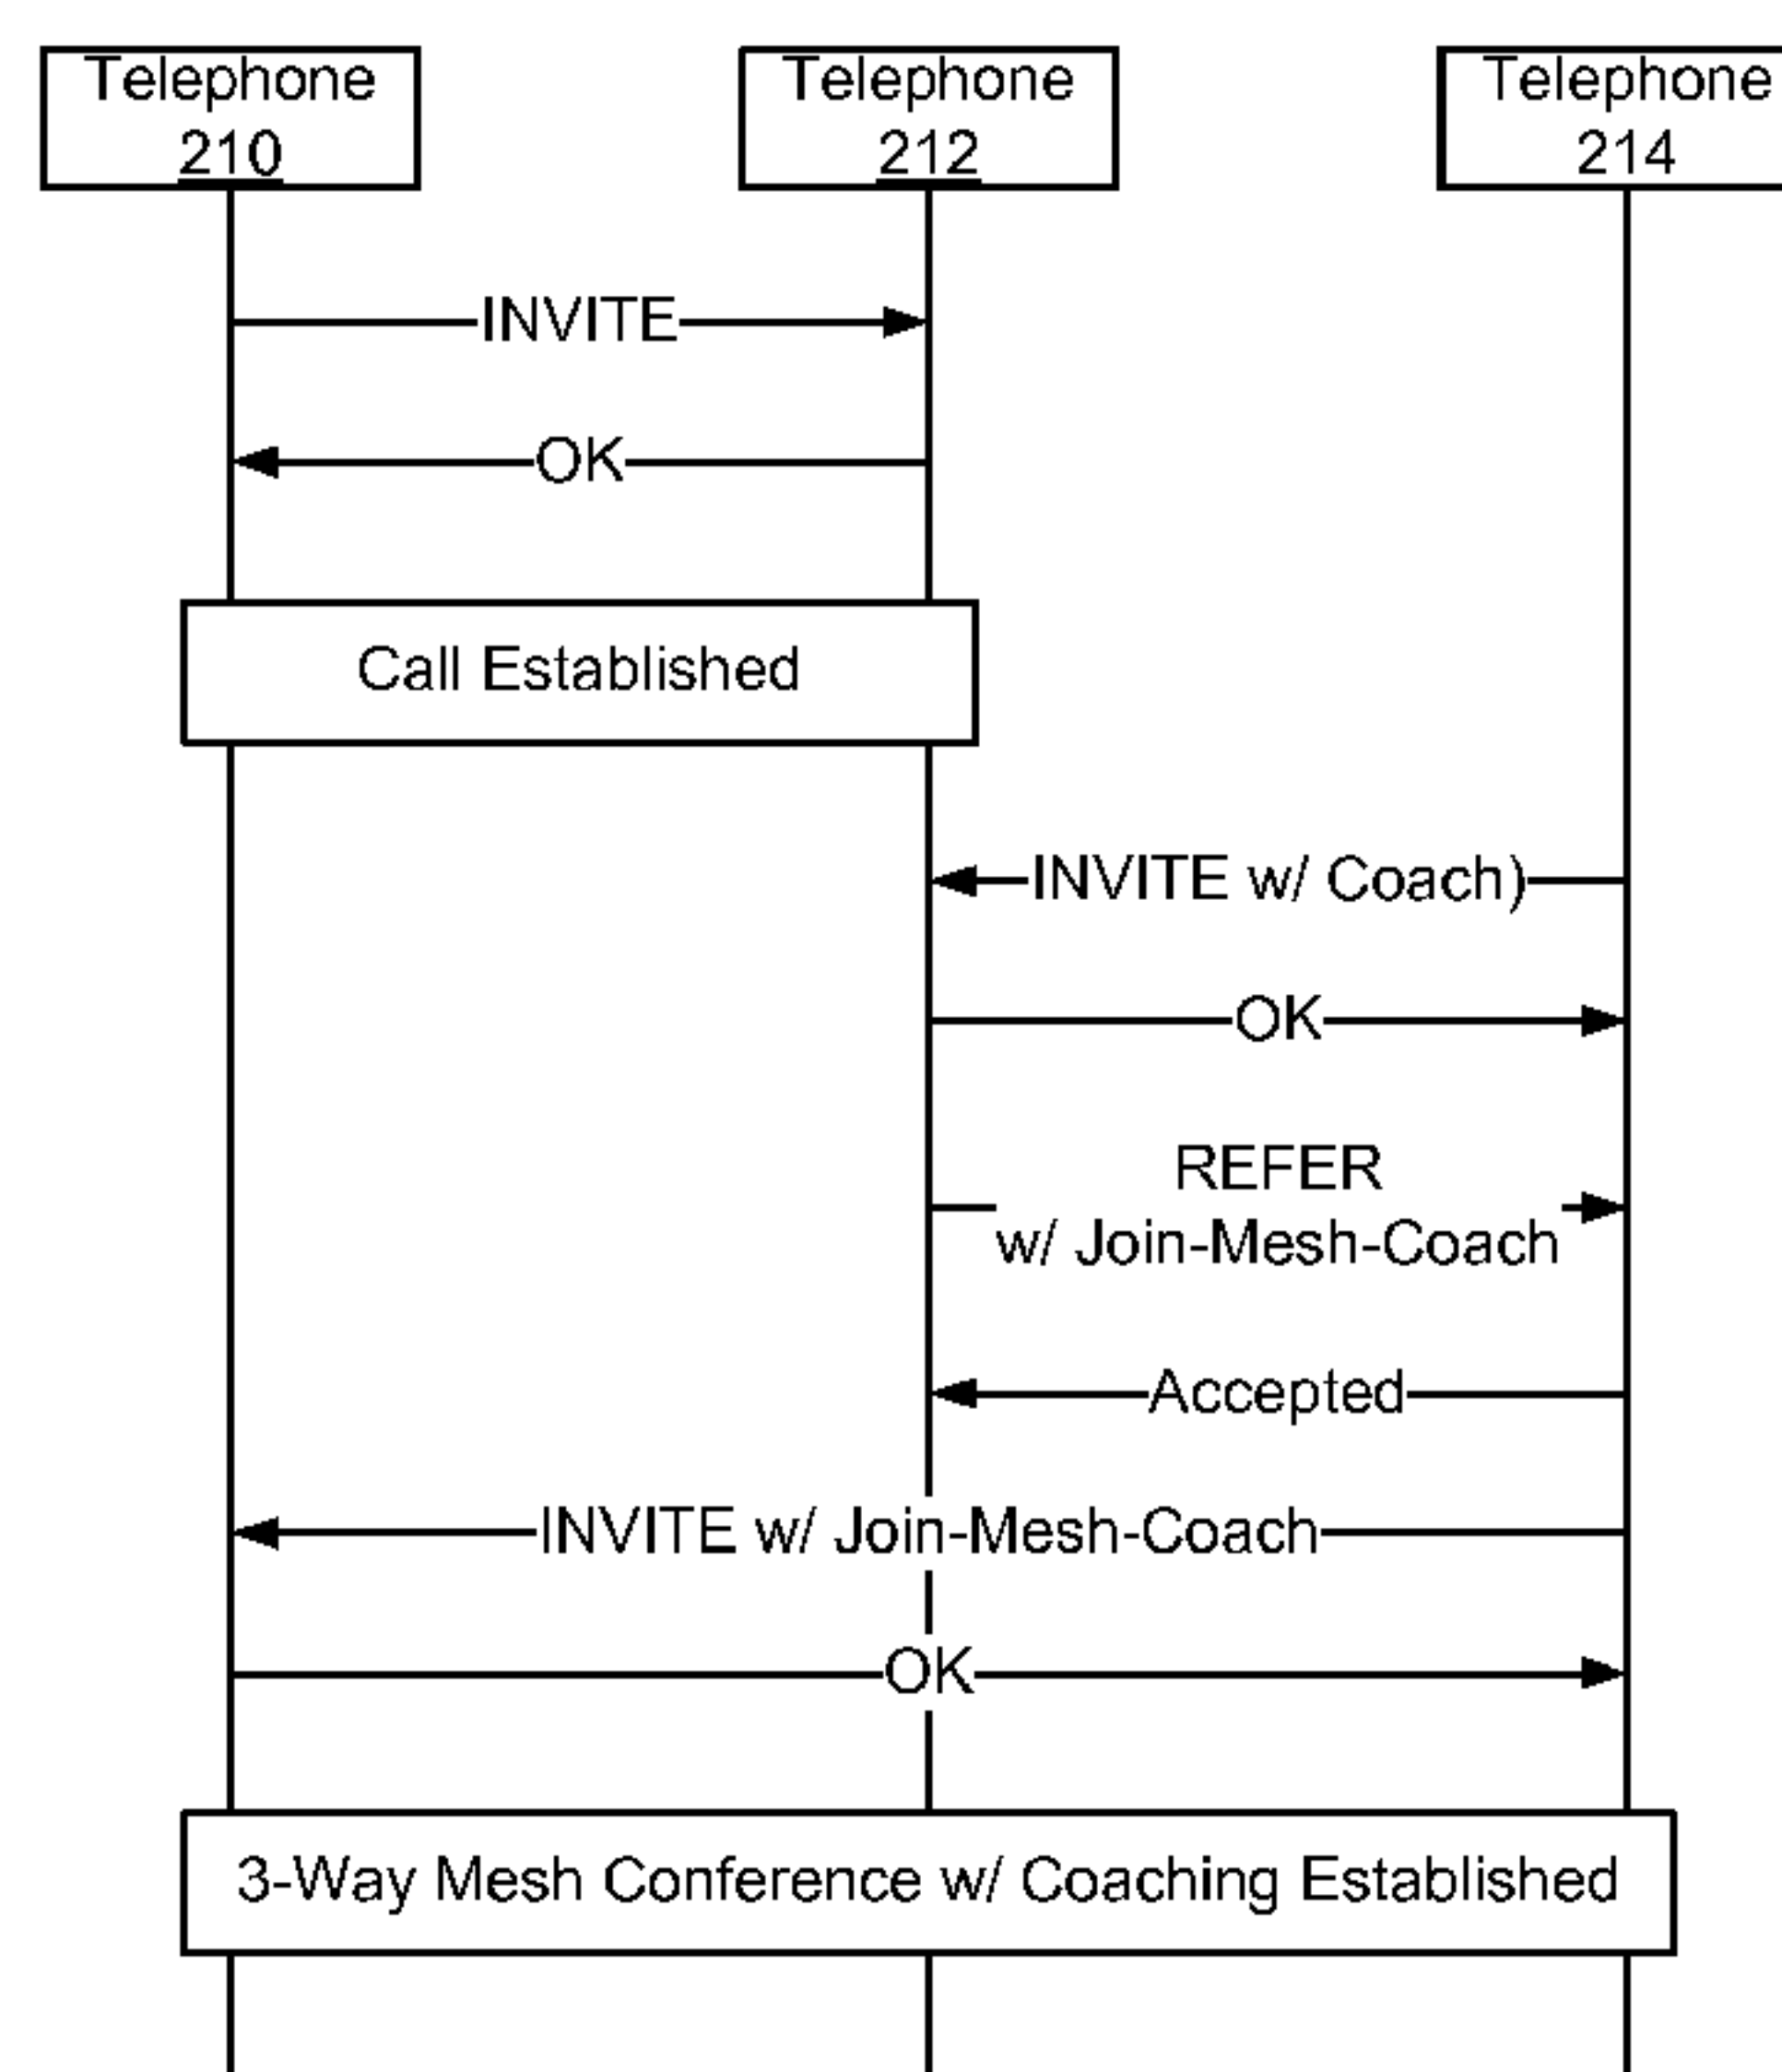 Telephone
210
Telephone
212
Telephone
214
INVITE
OK
Call Established
INVITE w/ Coach)
OK
REFER
w/ Join-Mesh-Coach
Accepted
INVITE w/ Join-Mesh-Coach
OK
3-Way Mesh Conference w/ Coaching Established